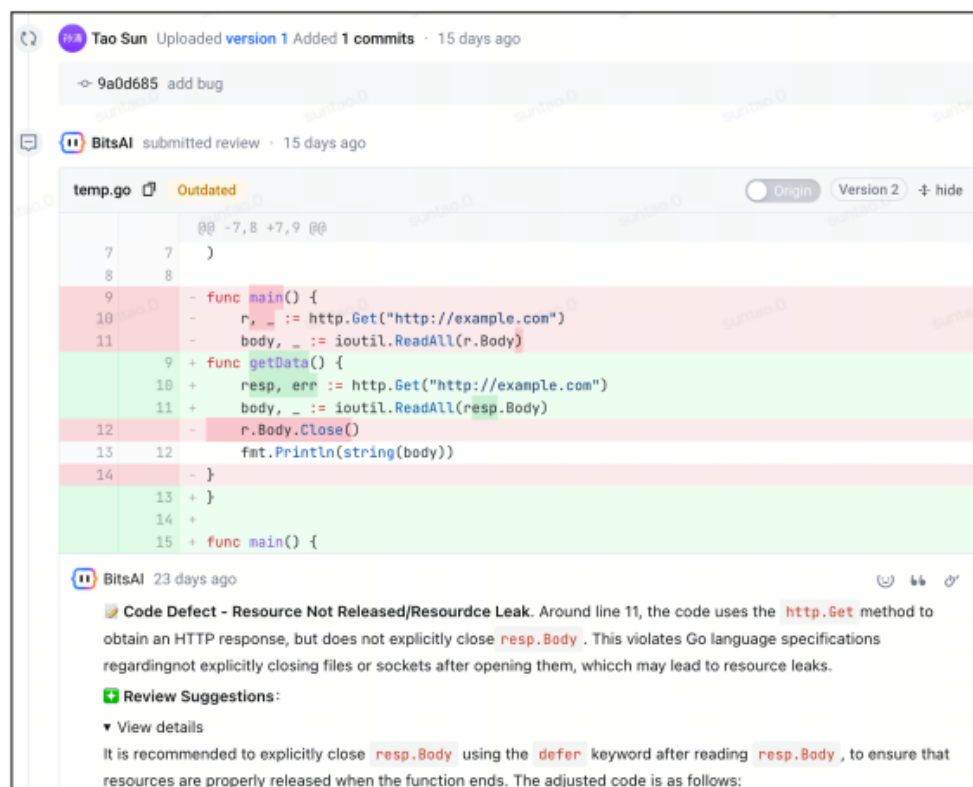 孙涛 Tao Sun Uploaded version 1 Added 1 commits · 15 days ago
9a0d685 add bug
BitsAI submitted review · 15 days ago
temp.go Outdated Origin Version 2 hide
@@ -7,8 +7,9 @@
7 7 )
8 8
9 - func main() {
10 - r, _ := http.Get("http://example.com")
11 - body, _ := ioutil.ReadAll(r.Body)
9 + func getData() {
10 + resp, err := http.Get("http://example.com")
11 + body, _ := ioutil.ReadAll(resp.Body)
12 - r.Body.Close()
13 12 fmt.Println(string(body))
14 - }
13 + }
14 +
15 + func main() {
BitsAI 23 days ago
Code Defect - Resource Not Released/Resourdce Leak. Around line 11, the code uses the http.Get method to
obtain an HTTP response, but does not explicitly close resp.Body . This violates Go language specifications
regardingnot explicitly closing files or sockets after opening them, whicch may lead to resource leaks.
Review Suggestions:
▾ View details
It is recommended to explicitly close resp.Body using the defer keyword after reading resp.Body , to ensure that
resources are properly released when the function ends. The adjusted code is as follows: